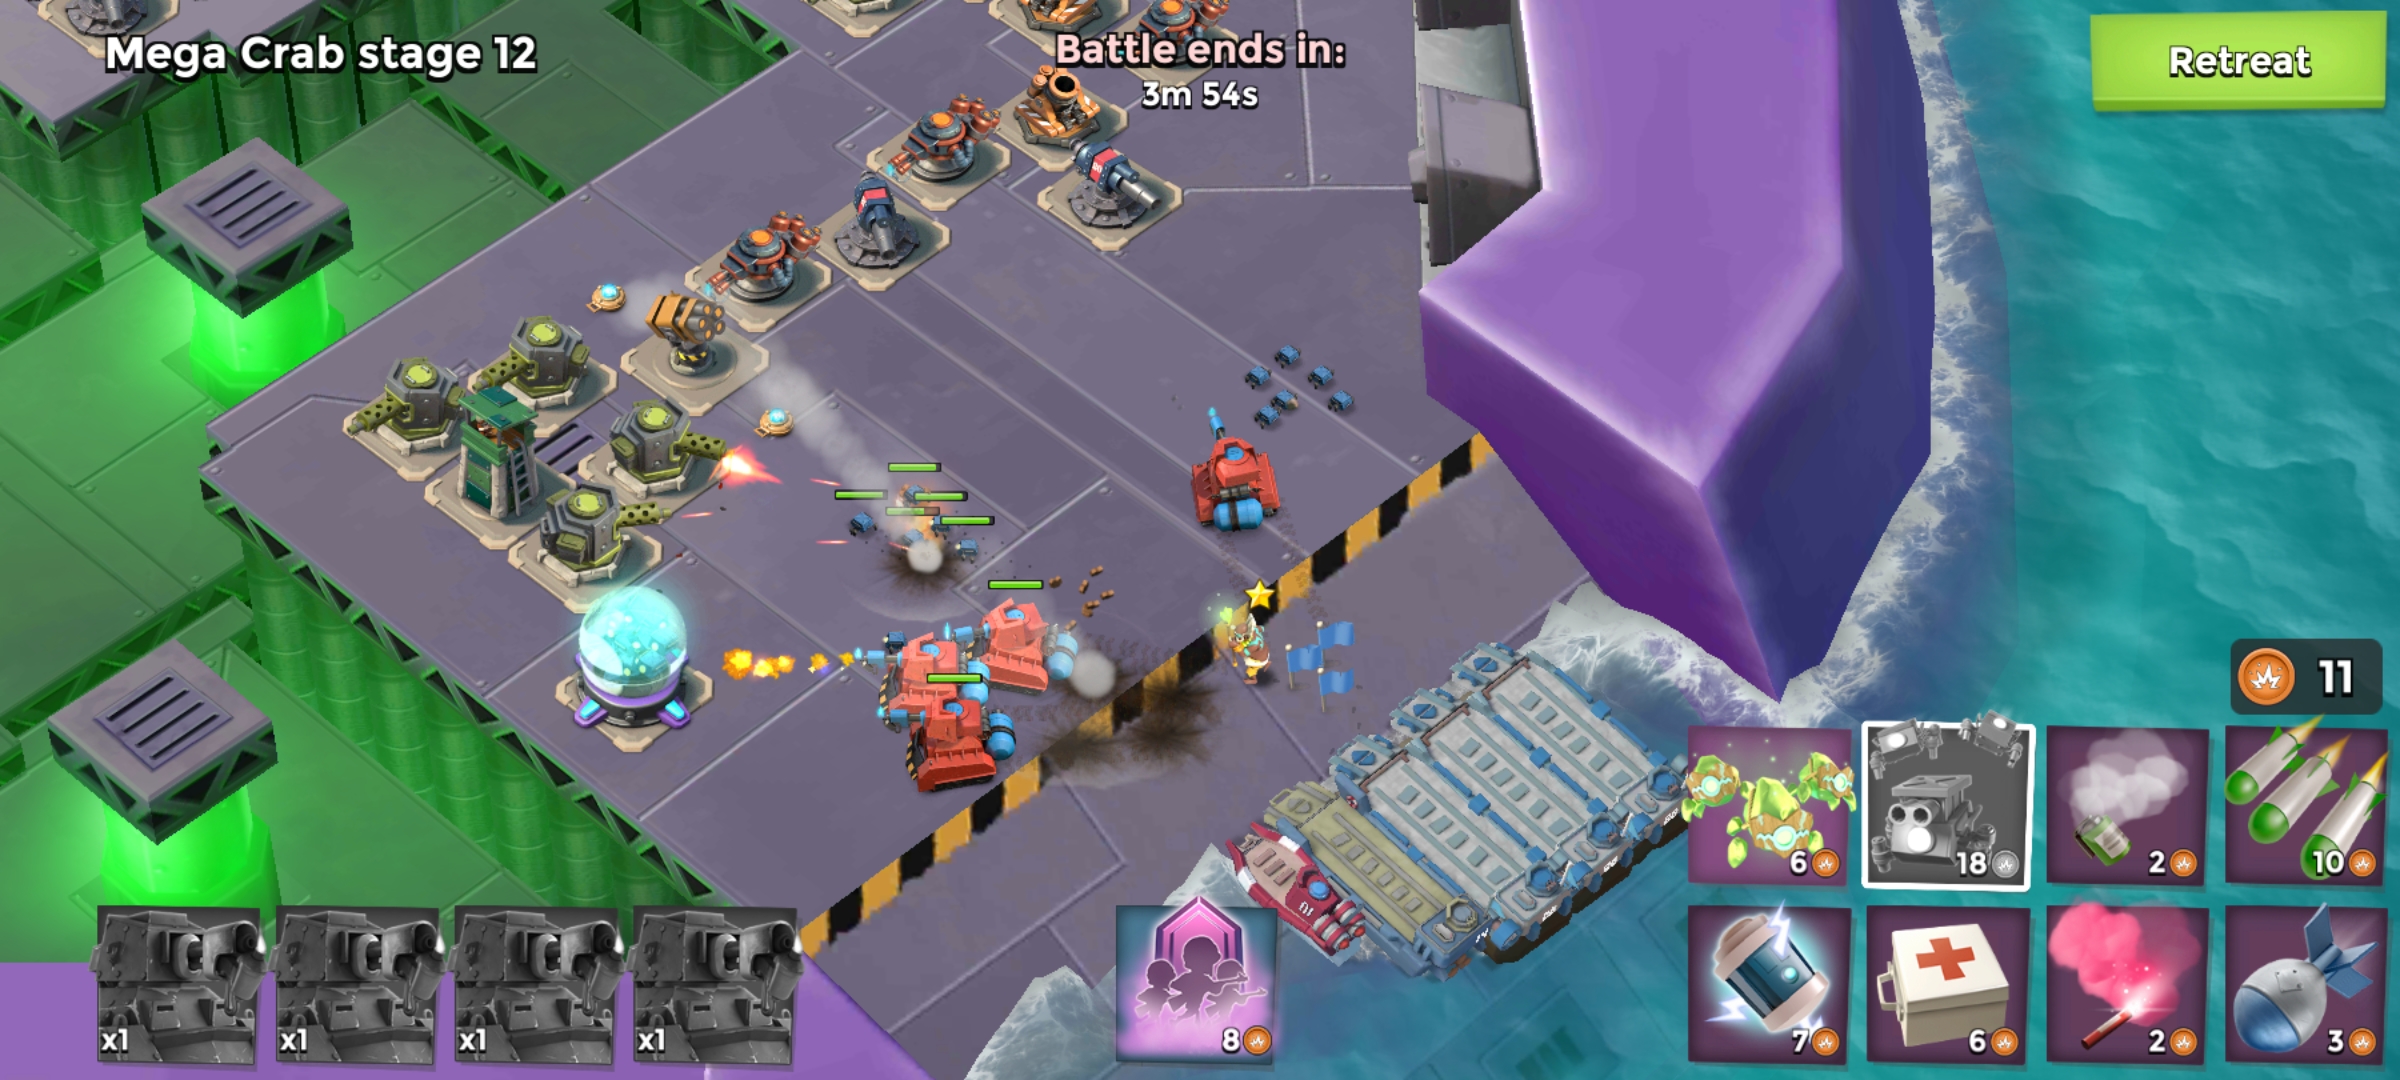 Mega Crab stage 12
Battle ends in:
3m 54s
Retreat
11
6
18
2
10
7
6
2
3
x1
x1
x1
x1
8